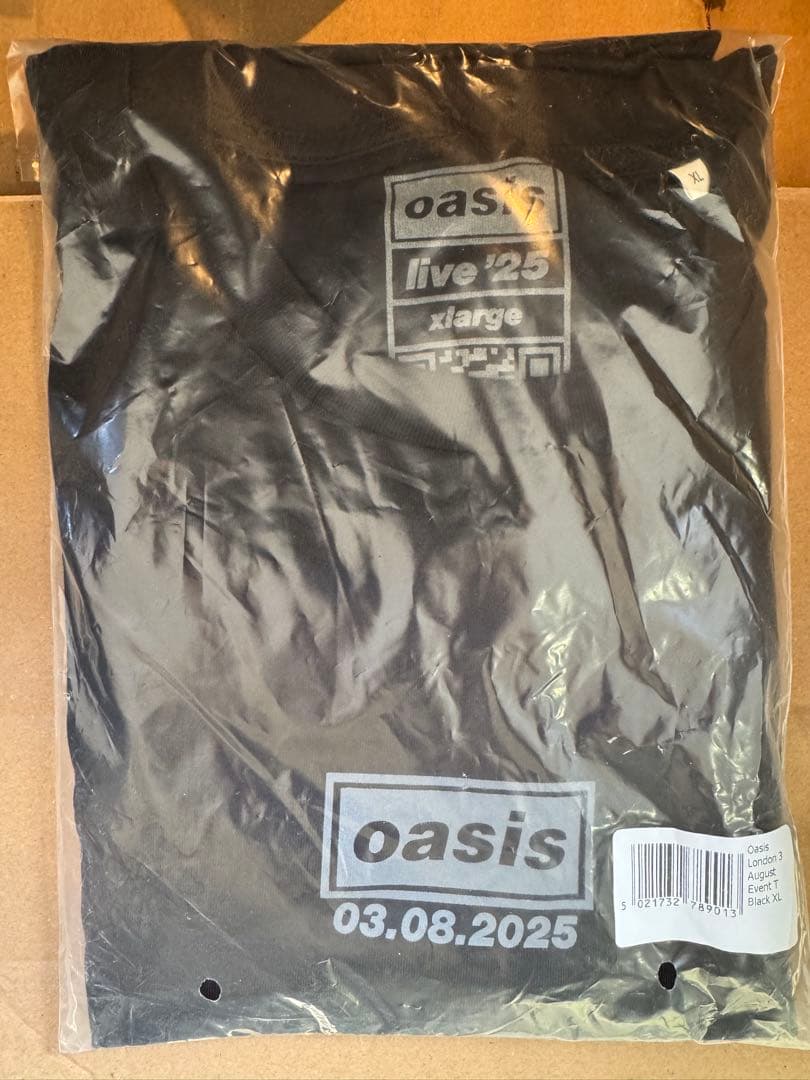 XL
oasis
live '25
xlarge
oasis
03.08.2025
Oasis
London 3
August
Event T
Black XL
5 021732 789013